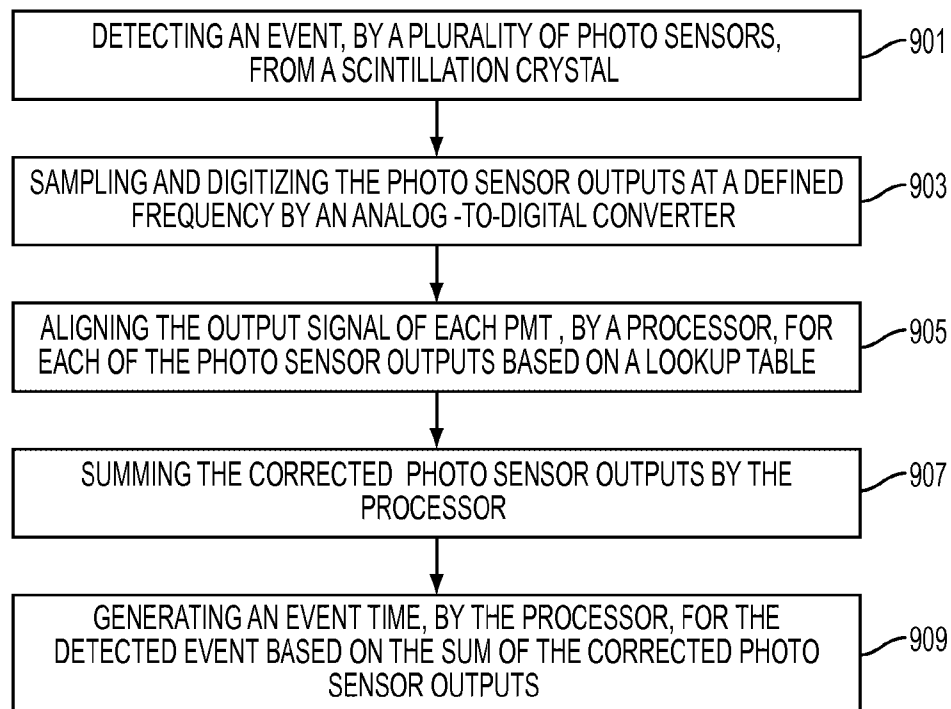 DETECTING AN EVENT, BY A PLURALITY OF PHOTO SENSORS,
FROM A SCINTILLATION CRYSTAL
901
SAMPLING AND DIGITIZING THE PHOTO SENSOR OUTPUTS AT A DEFINED
FREQUENCY BY AN ANALOG -TO-DIGITAL CONVERTER
903
ALIGNING THE OUTPUT SIGNAL OF EACH PMT , BY A PROCESSOR, FOR
EACH OF THE PHOTO SENSOR OUTPUTS BASED ON A LOOKUP TABLE
905
SUMMING THE CORRECTED PHOTO SENSOR OUTPUTS BY THE
PROCESSOR
907
GENERATING AN EVENT TIME, BY THE PROCESSOR, FOR THE
DETECTED EVENT BASED ON THE SUM OF THE CORRECTED PHOTO
SENSOR OUTPUTS
909